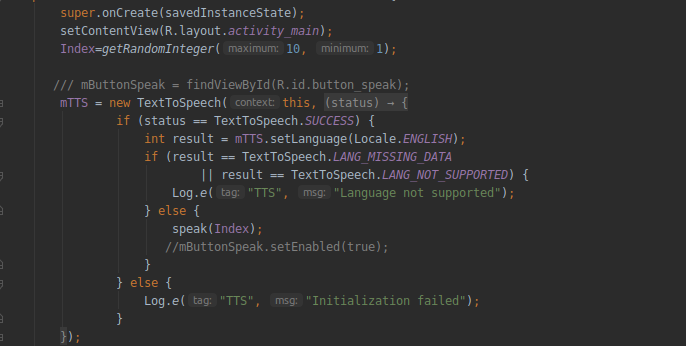 super.onCreate(savedInstanceState);
setContentView(R.layout.activity_main);
Index=getRandomInteger( maximum: 10, minimum: 1);
/// mButtonSpeak = findViewById(R.id.button_speak);
mTTS = new TextToSpeech( context: this, (status) → {
if (status == TextToSpeech.SUCCESS) {
int result = mTTS.setLanguage(Locale.ENGLISH);
if (result == TextToSpeech.LANG_MISSING_DATA
|| result == TextToSpeech.LANG_NOT_SUPPORTED) {
Log.e( tag: "TTS", msg: "Language not supported");
} else {
speak(Index);
//mButtonSpeak.setEnabled(true);
}
} else {
Log.e( tag: "TTS", msg: "Initialization failed");
}
});